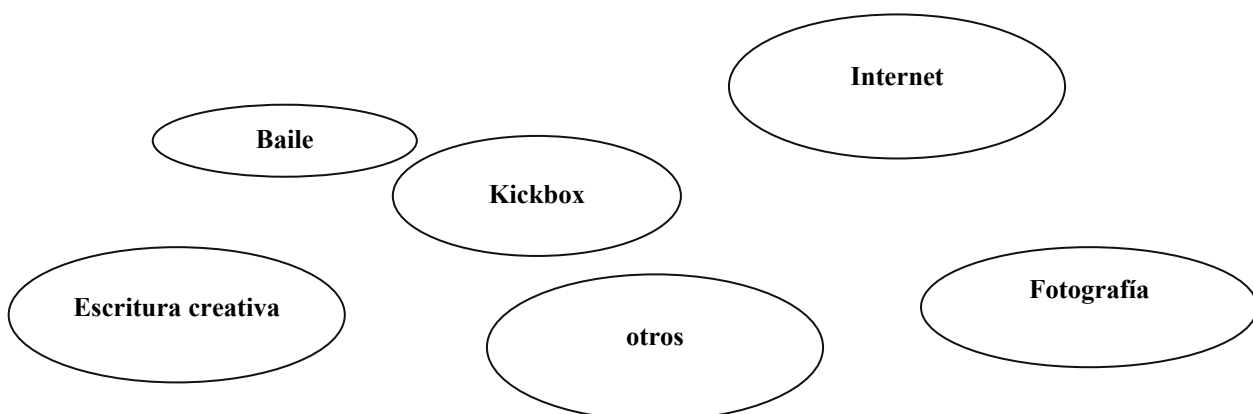 Internet
Baile
Kickbox
Escritura creativa
Fotografía
otros